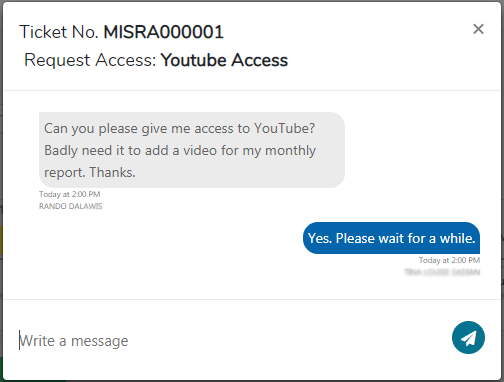 Ticket No. MISRA000001
×
Request Access: Youtube Access
Can you please give me access to YouTube?
Badly need it to add a video for my monthly
report. Thanks.
Today at 2:00 PM
RANDO DALAWIS
Yes. Please wait for a while.
Today at 2:00 PM
Write a message